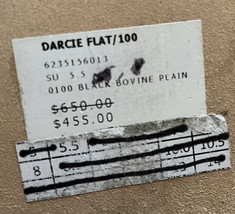 DARCIE FLAT/100
6235156013
SU 5.5
0100 BLACK BOVINE PLAIN
$650.00
$455.00
5 5.5 10.5
8